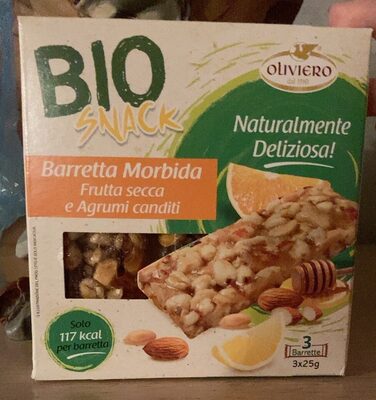 BIO
SNACK
OLIVIERO
Naturalmente
Deliziosa!
Barretta Morbida
Frutta secca
e Agrumi canditi
Solo
117 kcal
per barretta
3
Barrette
3x25g